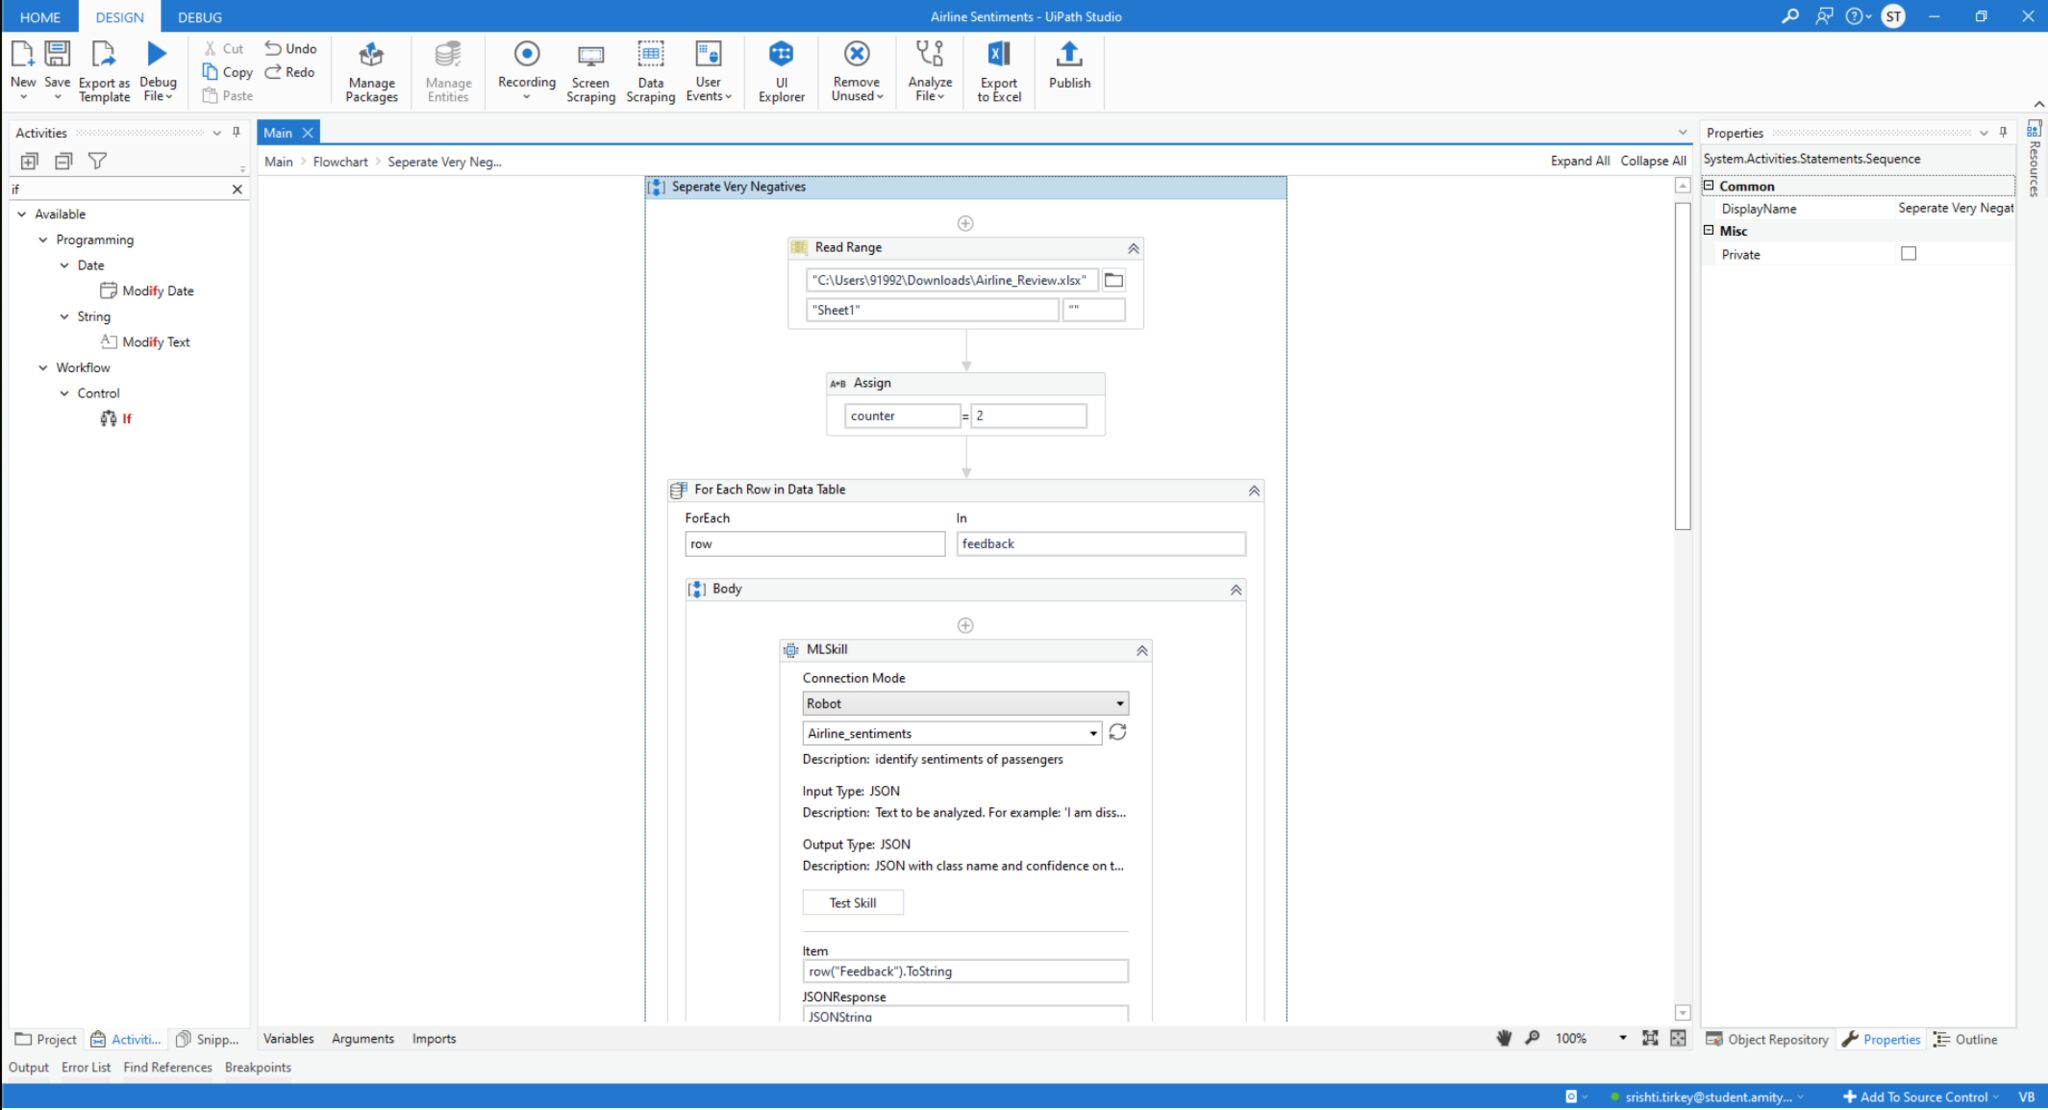 HOME DESIGN DEBUG Airline Sentiments - UiPath Studio ST
New Save Export as Template Debug File Cut Copy Paste Undo Redo Manage Packages Manage Entities Recording Screen Scraping Data Scraping User Events UI Explorer Remove Unused Analyze File Export to Excel Publish
Activities
if
Available
Programming
Date
Modify Date
String
Modify Text
Workflow
Control
If
Main
Main > Flowchart > Seperate Very Neg...
Expand All Collapse All
Seperate Very Negatives
Read Range
"C:\Users\91992\Downloads\Airline_Review.xlsx"
"Sheet1" ""
A+B Assign
counter = 2
For Each Row in Data Table
ForEach In
row feedback
Body
MLSkill
Connection Mode
Robot
Airline_sentiments
Description: identify sentiments of passengers
Input Type: JSON
Description: Text to be analyzed. For example: 'I am diss...
Output Type: JSON
Description: JSON with class name and confidence on t...
Test Skill
Item
row("Feedback").ToString
JSONResponse
JSONString
Properties
System.Activities.Statements.Sequence
Common
DisplayName Seperate Very Negat
Misc
Private
Resources
Project Activiti... Snipp...
Variables Arguments Imports
100%
Object Repository Properties Outline
Output Error List Find References Breakpoints
srishti.tirkey@student.amity... Add To Source Control VB